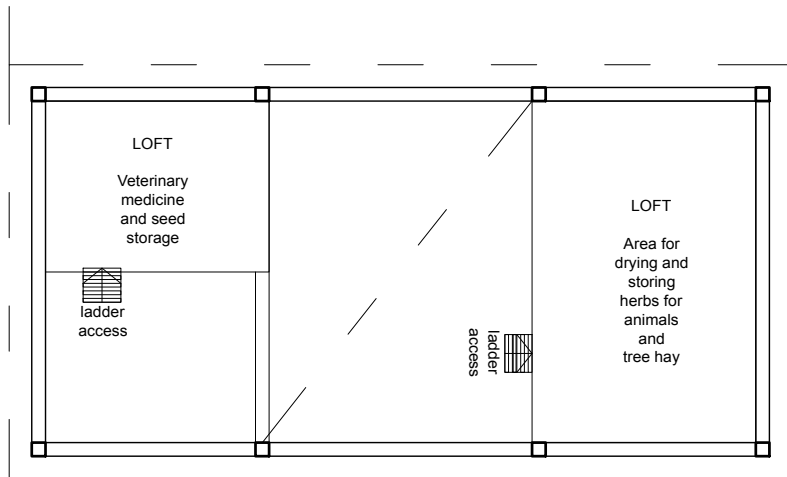 LOFT
Veterinary
medicine
and seed
storage
ladder
access
ladder
access
LOFT
Area for
drying and
storing
herbs for
animals
and
tree hay